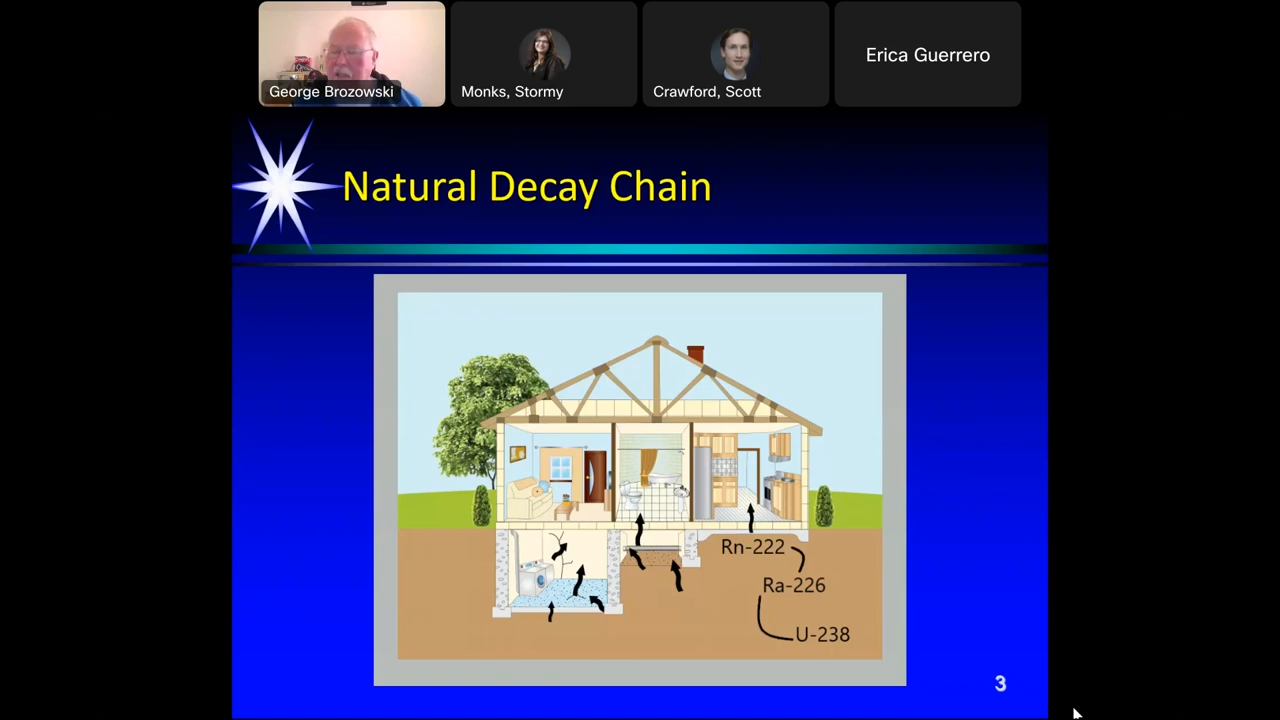 George Brozowski
Monks, Stormy
Crawford, Scott
Erica Guerrero
Natural Decay Chain
Rn-222
Ra-226
U-238
3